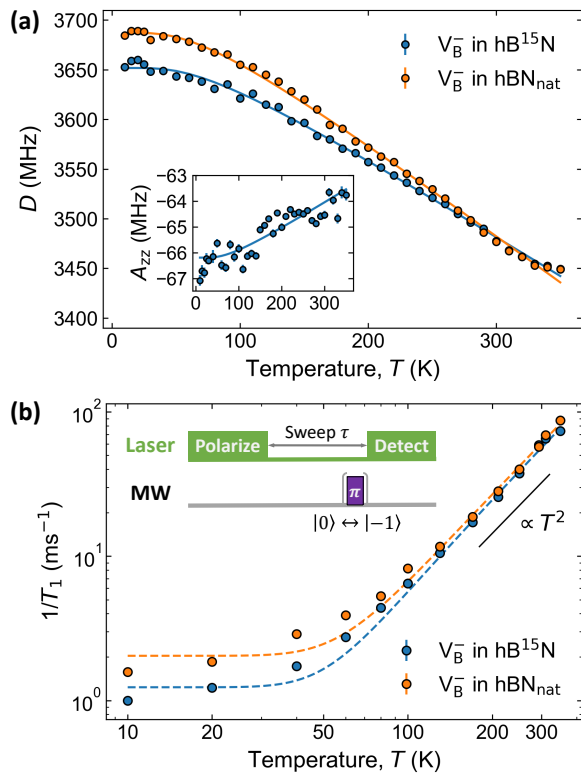 (a)
V_B^- in hB^15N
V_B^- in hBN_nat
3700
3650
3600
3550
3500
3450
3400
D (MHz)
−63
−64
−65
−66
−67
A_zz (MHz)
0 100 200 300
0 100 200 300
Temperature, T (K)
(b)
10^2
10^1
10^0
1/T_1 (ms^−1)
Laser Polarize Sweep τ Detect
MW π
|0⟩ ↔ |−1⟩
∝ T^2
V_B^- in hB^15N
V_B^- in hBN_nat
10 20 50 100 200 300
Temperature, T (K)